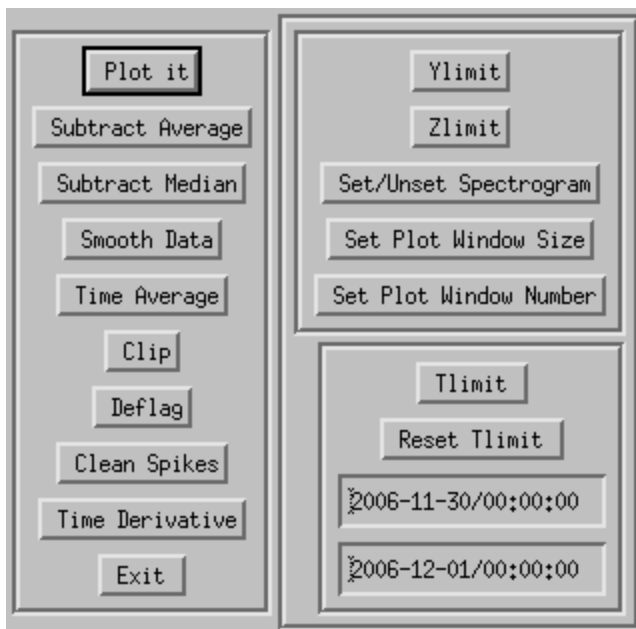 Plot it
Subtract Average
Subtract Median
Smooth Data
Time Average
Clip
Deflag
Clean Spikes
Time Derivative
Exit
Ylimit
Zlimit
Set/Unset Spectrogram
Set Plot Window Size
Set Plot Window Number
Tlimit
Reset Tlimit
2006-11-30/00:00:00
2006-12-01/00:00:00